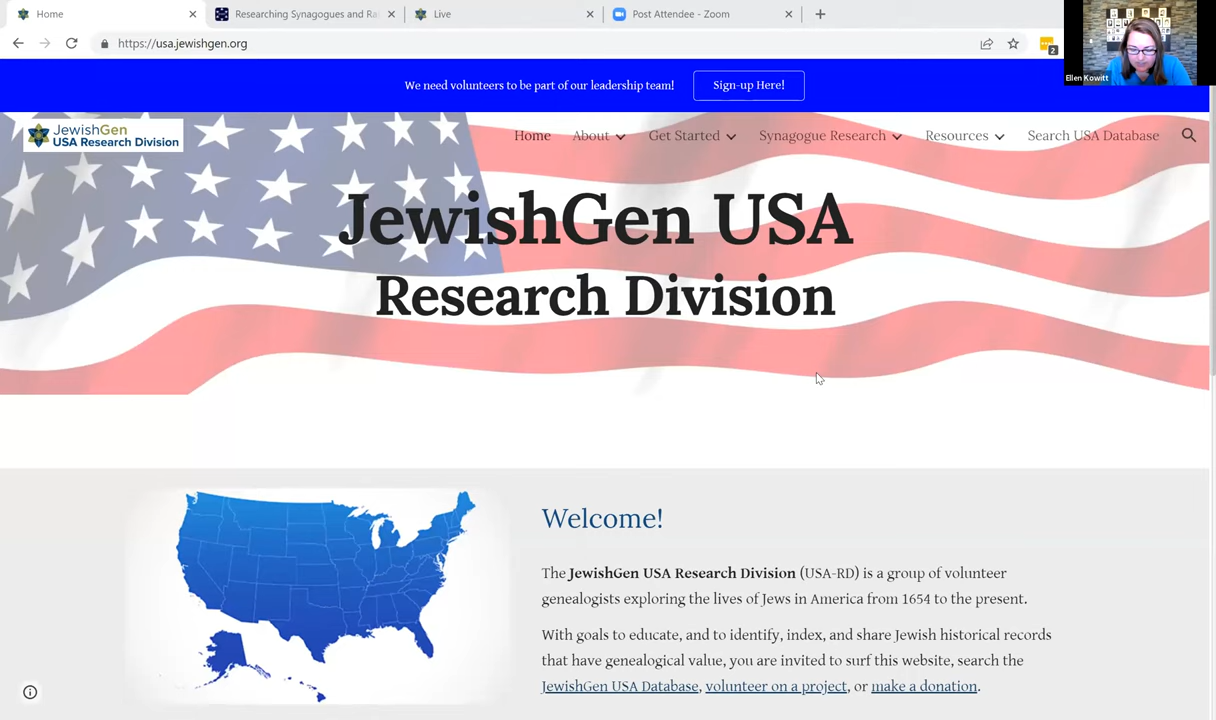 Home
Researching Synagogues and Ra
Live
Post Attendee - Zoom
https://usa.jewishgen.org
2
Ellen Kowitt
We need volunteers to be part of our leadership team!
Sign-up Here!
JewishGen
USA Research Division
Home
About
Get Started
Synagogue Research
Resources
Search USA Database
JewishGen USA
Research Division
Welcome!
The JewishGen USA Research Division (USA-RD) is a group of volunteer
genealogists exploring the lives of Jews in America from 1654 to the present.
With goals to educate, and to identify, index, and share Jewish historical records
that have genealogical value, you are invited to surf this website, search the
JewishGen USA Database, volunteer on a project, or make a donation.